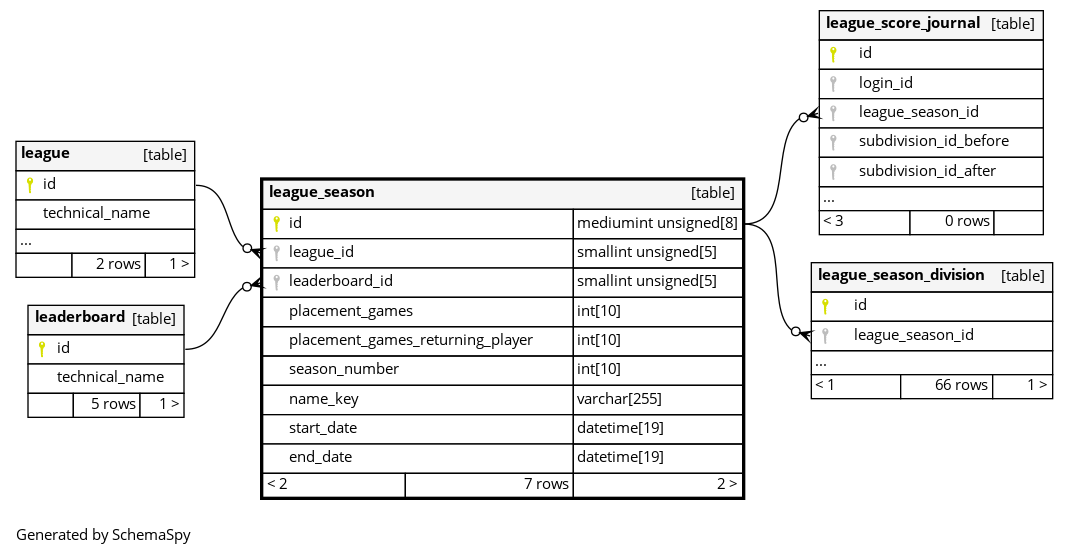 league [table]
id
technical_name
...
2 rows 1 >
leaderboard [table]
id
technical_name
5 rows 1 >
league_season [table]
id mediumint unsigned[8]
league_id smallint unsigned[5]
leaderboard_id smallint unsigned[5]
placement_games int[10]
placement_games_returning_player int[10]
season_number int[10]
name_key varchar[255]
start_date datetime[19]
end_date datetime[19]
< 2 7 rows 2 >
league_score_journal [table]
id
login_id
league_season_id
subdivision_id_before
subdivision_id_after
...
< 3 0 rows
league_season_division [table]
id
league_season_id
...
< 1 66 rows 1 >
Generated by SchemaSpy